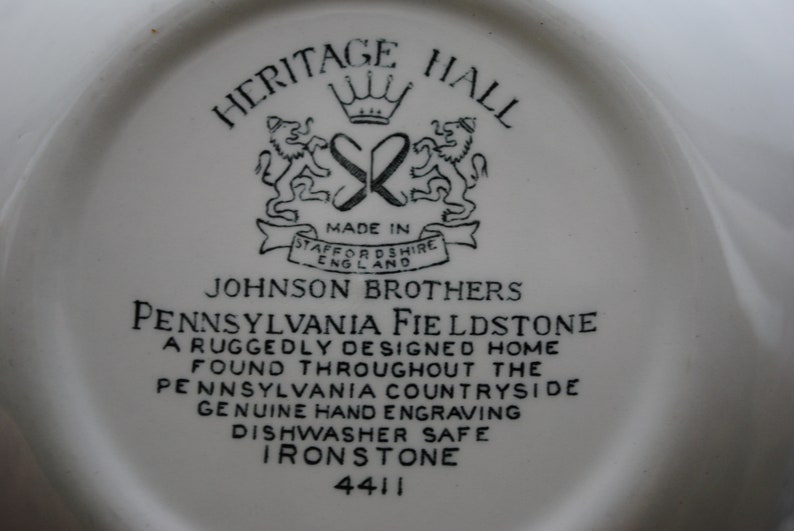 HERITAGE HALL
SR
MADE IN
STAFFORDSHIRE
ENGLAND
JOHNSON BROTHERS
PENNSYLVANIA FIELDSTONE
A RUGGEDLY DESIGNED HOME
FOUND THROUGHOUT THE
PENNSYLVANIA COUNTRYSIDE
GENUINE HAND ENGRAVING
DISHWASHER SAFE
IRONSTONE
4411